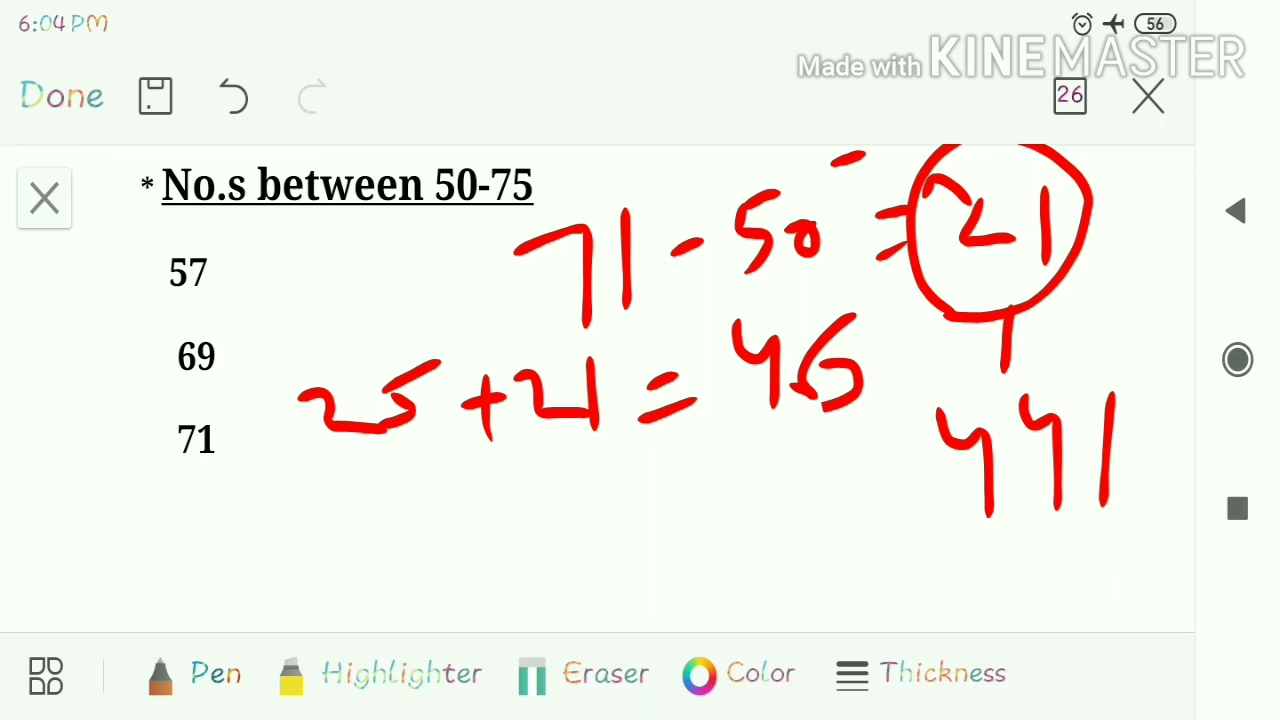 6:04 PM
56
Made with KINEMASTER
Done
26
* No.s between 50-75
71 - 50 = 21
57
69
25 + 21 = 46
441
71
Pen
Highlighter
Eraser
Color
Thickness